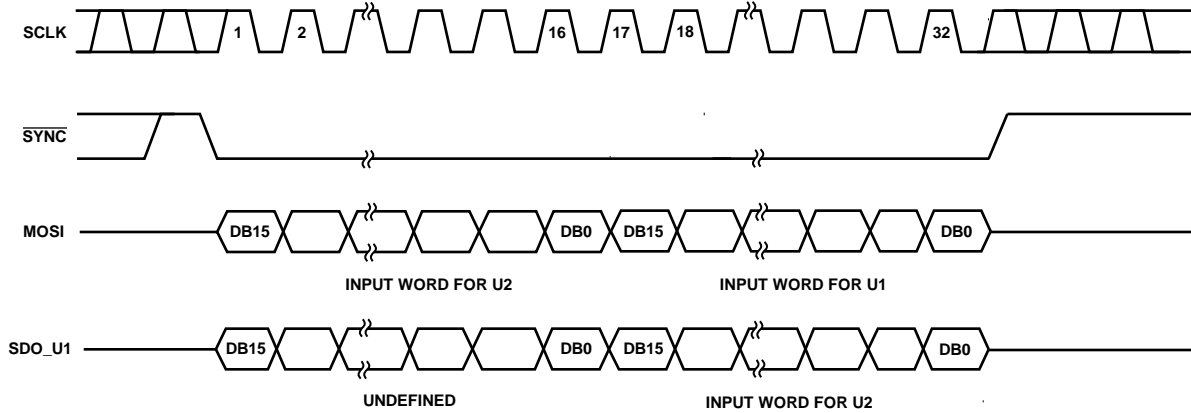 SCLK 1 2 16 17 18 32
SYNC
MOSI DB15 DB0 DB15 DB0
INPUT WORD FOR U2 INPUT WORD FOR U1
SDO_U1 DB15 DB0 DB15 DB0
UNDEFINED INPUT WORD FOR U2